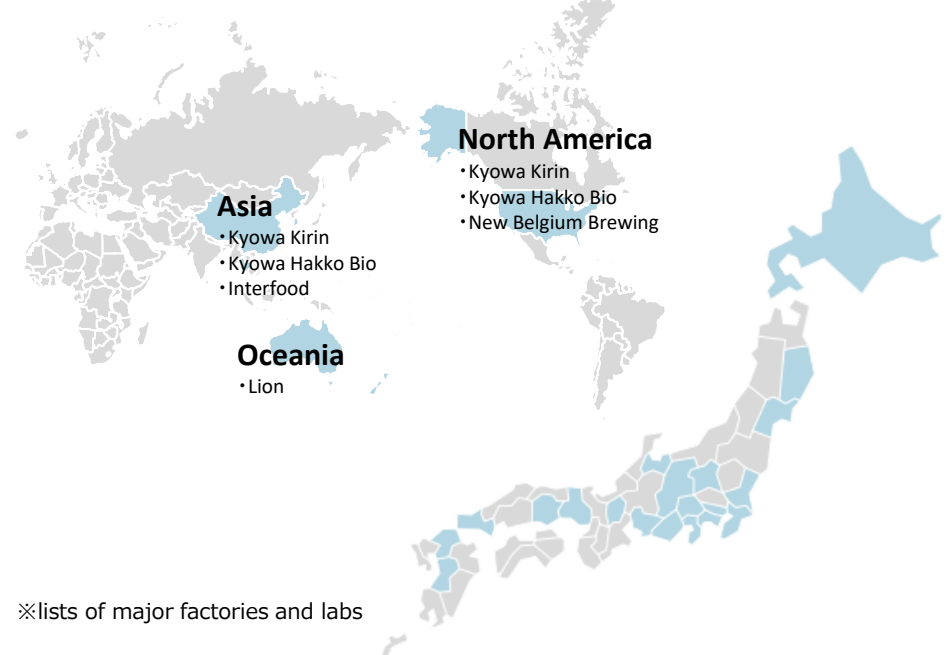 North America
・Kyowa Kirin
・Kyowa Hakko Bio
・New Belgium Brewing
Asia
・Kyowa Kirin
・Kyowa Hakko Bio
・Interfood
Oceania
・Lion
※lists of major factories and labs